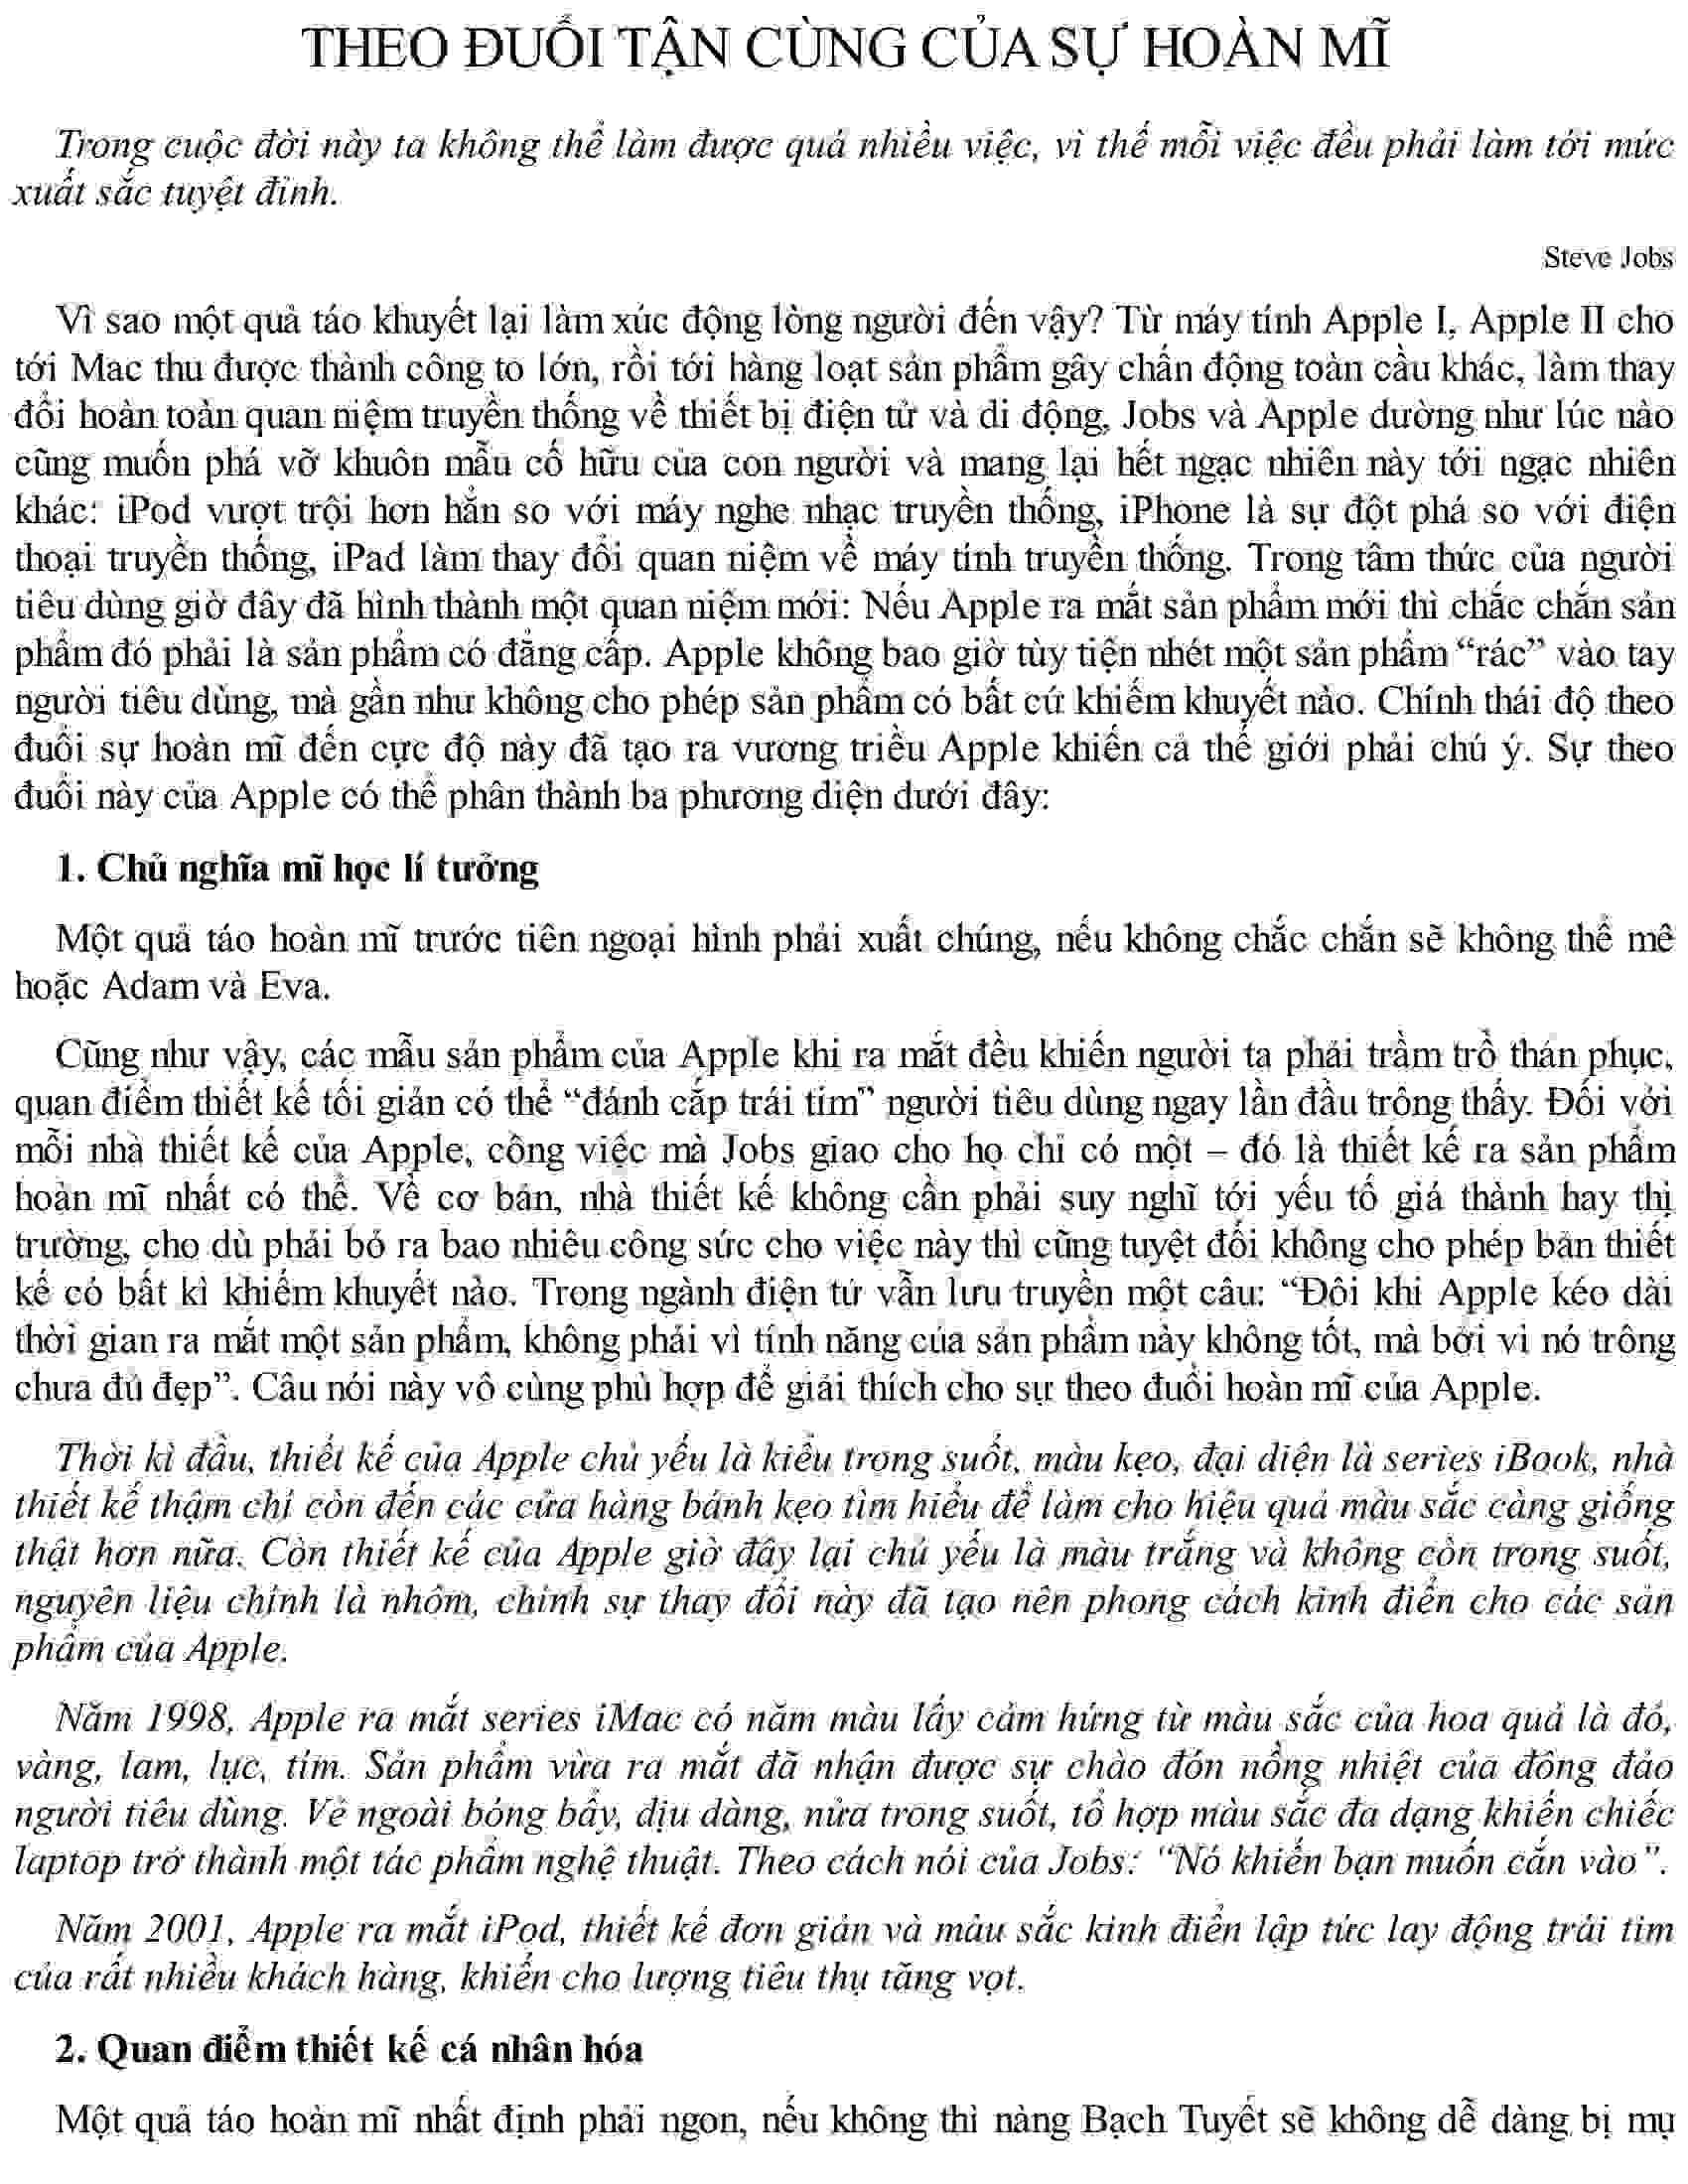 THEO ĐUỔI TẬN CÙNG CỦA SỰ HOÀN MĨ
Trong cuộc đời này ta không thể làm được quá nhiều việc, vì thế mỗi việc đều phải làm tới mức
xuất sắc tuyệt đỉnh.
Steve Jobs
Vì sao một quả táo khuyết lại làm xúc động lòng người đến vậy? Từ máy tính Apple I, Apple II cho
tới Mac thu được thành công to lớn, rồi tới hàng loạt sản phẩm gây chấn động toàn cầu khác, làm thay
đổi hoàn toàn quan niệm truyền thống về thiết bị điện tử và di động, Jobs và Apple dường như lúc nào
cũng muốn phá vỡ khuôn mẫu cố hữu của con người và mang lại hết ngạc nhiên này tới ngạc nhiên
khác: iPod vượt trội hơn hẳn so với máy nghe nhạc truyền thống, iPhone là sự đột phá so với điện
thoại truyền thống, iPad làm thay đổi quan niệm về máy tính truyền thống. Trong tâm thức của người
tiêu dùng giờ đây đã hình thành một quan niệm mới: Nếu Apple ra mắt sản phẩm mới thì chắc chắn sản
phẩm đó phải là sản phẩm có đẳng cấp. Apple không bao giờ tùy tiện nhét một sản phẩm “rác” vào tay
người tiêu dùng, mà gần như không cho phép sản phẩm có bất cứ khiếm khuyết nào. Chính thái độ theo
đuổi sự hoàn mĩ đến cực độ này đã tạo ra vương triều Apple khiến cả thế giới phải chú ý. Sự theo
đuổi này của Apple có thể phân thành ba phương diện dưới đây:
1. Chủ nghĩa mĩ học lí tưởng
Một quả táo hoàn mĩ trước tiên ngoại hình phải xuất chúng, nếu không chắc chắn sẽ không thể mê
hoặc Adam và Eva.
Cũng như vậy, các mẫu sản phẩm của Apple khi ra mắt đều khiến người ta phải trầm trồ thán phục,
quan điểm thiết kế tối giản có thể “đánh cắp trái tim” người tiêu dùng ngay lần đầu trông thấy. Đối với
mỗi nhà thiết kế của Apple, công việc mà Jobs giao cho họ chỉ có một – đó là thiết kế ra sản phẩm
hoàn mĩ nhất có thể. Về cơ bản, nhà thiết kế không cần phải suy nghĩ tới yếu tố giá thành hay thị
trường, cho dù phải bỏ ra bao nhiêu công sức cho việc này thì cũng tuyệt đối không cho phép bản thiết
kế có bất kì khiếm khuyết nào. Trong ngành điện tử vẫn lưu truyền một câu: “Đôi khi Apple kéo dài
thời gian ra mắt một sản phẩm, không phải vì tính năng của sản phẩm này không tốt, mà bởi vì nó trông
chưa đủ đẹp”. Câu nói này vô cùng phù hợp để giải thích cho sự theo đuổi hoàn mĩ của Apple.
Thời kì đầu, thiết kế của Apple chủ yếu là kiểu trong suốt, màu kẹo, đại diện là series iBook, nhà
thiết kế thậm chí còn đến các cửa hàng bánh kẹo tìm hiểu để làm cho hiệu quả màu sắc càng giống
thật hơn nữa. Còn thiết kế của Apple giờ đây lại chủ yếu là màu trắng và không còn trong suốt,
nguyên liệu chính là nhôm, chính sự thay đổi này đã tạo nên phong cách kinh điển cho các sản
phẩm của Apple.
Năm 1998, Apple ra mắt series iMac có năm màu lấy cảm hứng từ màu sắc của hoa quả là đỏ,
vàng, lam, lục, tím. Sản phẩm vừa ra mắt đã nhận được sự chào đón nồng nhiệt của đông đảo
người tiêu dùng. Vẻ ngoài bóng bẩy, dịu dàng, nửa trong suốt, tổ hợp màu sắc đa dạng khiến chiếc
laptop trở thành một tác phẩm nghệ thuật. Theo cách nói của Jobs: “Nó khiến bạn muốn cắn vào”.
Năm 2001, Apple ra mắt iPod, thiết kế đơn giản và màu sắc kinh điển lập tức lay động trái tim
của rất nhiều khách hàng, khiến cho lượng tiêu thụ tăng vọt.
2. Quan điểm thiết kế cá nhân hóa
Một quả táo hoàn mĩ nhất định phải ngon, nếu không thì nàng Bạch Tuyết sẽ không dễ dàng bị mụ